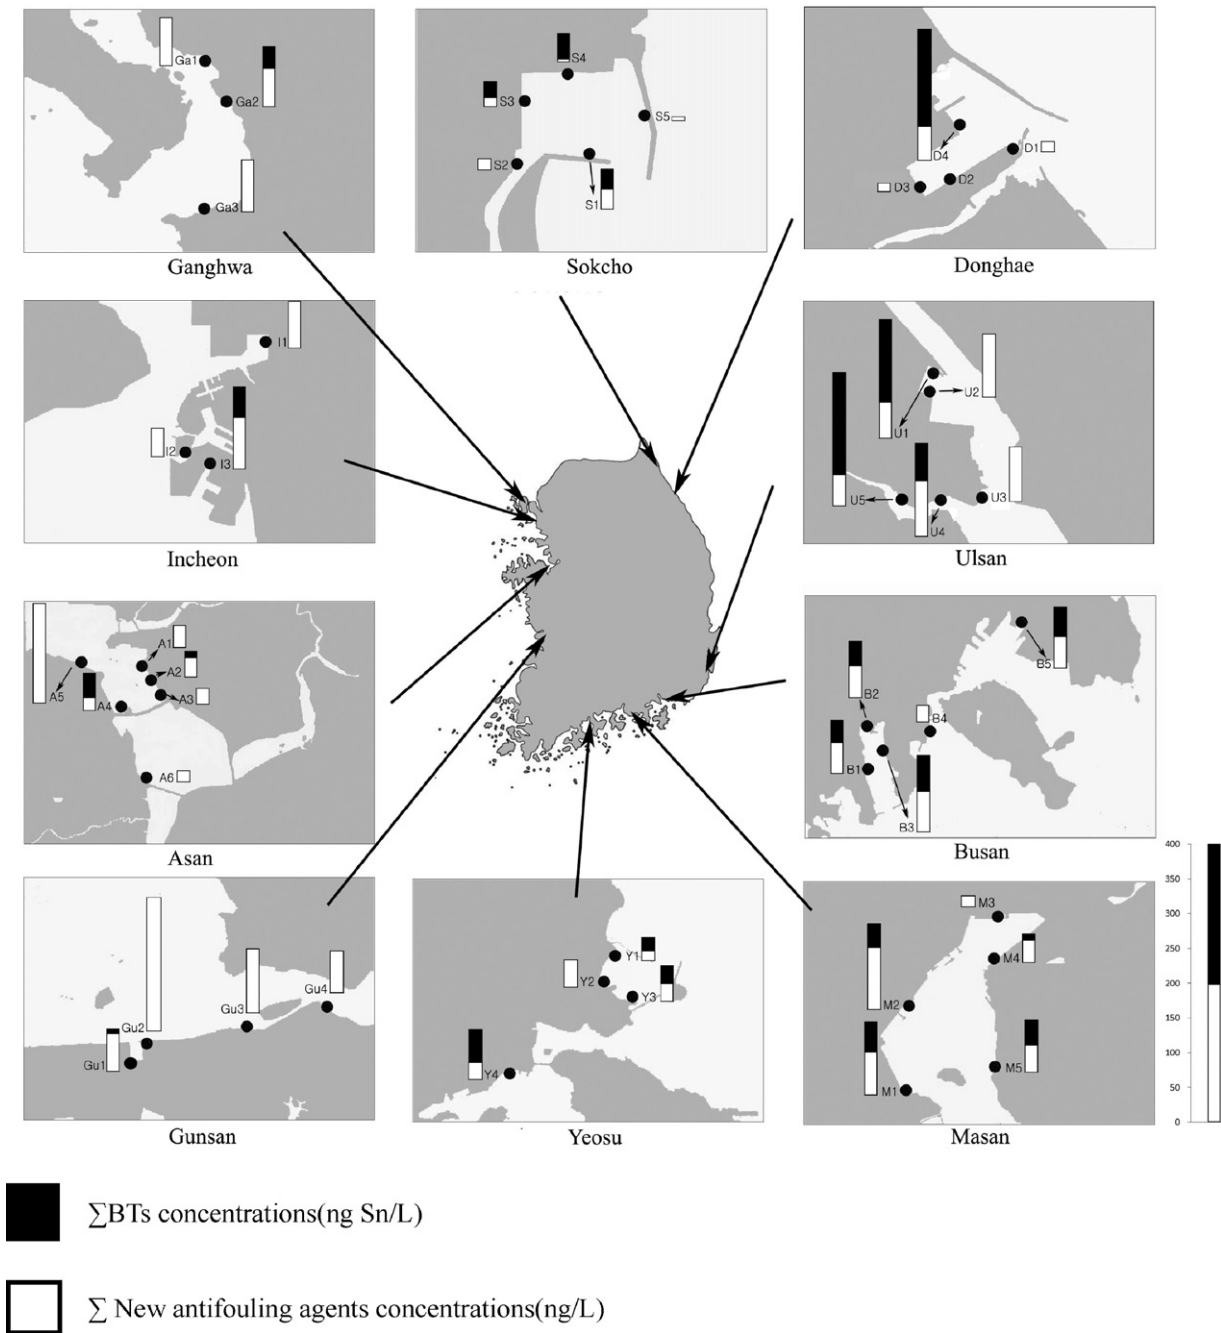 Ga1
Ga2
Ga3
Ganghwa
S4
S3
S5
S2
S1
Sokcho
D4
D1
D3
D2
Donghae
I1
I2
I3
Incheon
U2
U1
U5
U3
U4
Ulsan
A1
A2
A5
A4
A3
A6
Asan
B5
B2
B4
B1
B3
Busan
Gu4
Gu3
Gu2
Gu1
Gunsan
Y1
Y2
Y3
Y4
Yeosu
M3
M4
M2
M5
M1
Masan
400
350
300
250
200
150
100
50
0
∑BTs concentrations(ng Sn/L)
∑ New antifouling agents concentrations(ng/L)